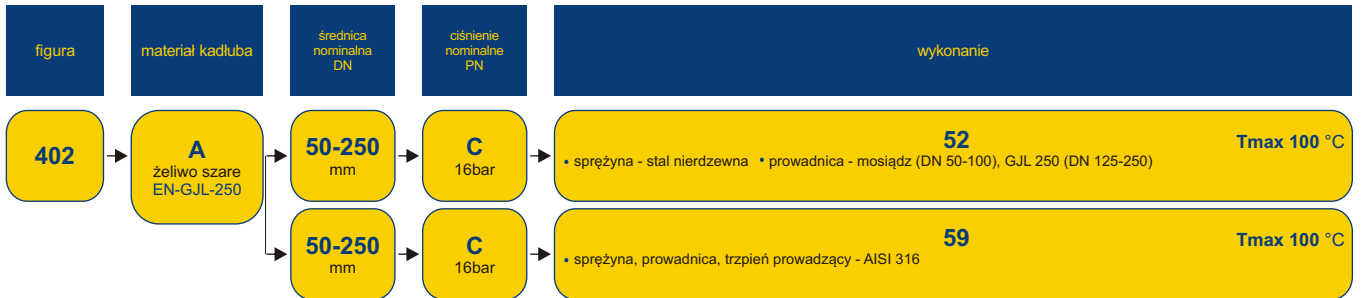 figura
materiał kadłuba
średnica
nominalna
DN
ciśnienie
nominalne
PN
wykonanie
402
A
żeliwo szare
EN-GJL-250
50-250
mm
C
16bar
52 Tmax 100 °C
• sprężyna - stal nierdzewna • prowadnica - mosiądz (DN 50-100), GJL 250 (DN 125-250)
50-250
mm
C
16bar
59 Tmax 100 °C
• sprężyna, prowadnica, trzpień prowadzący - AISI 316